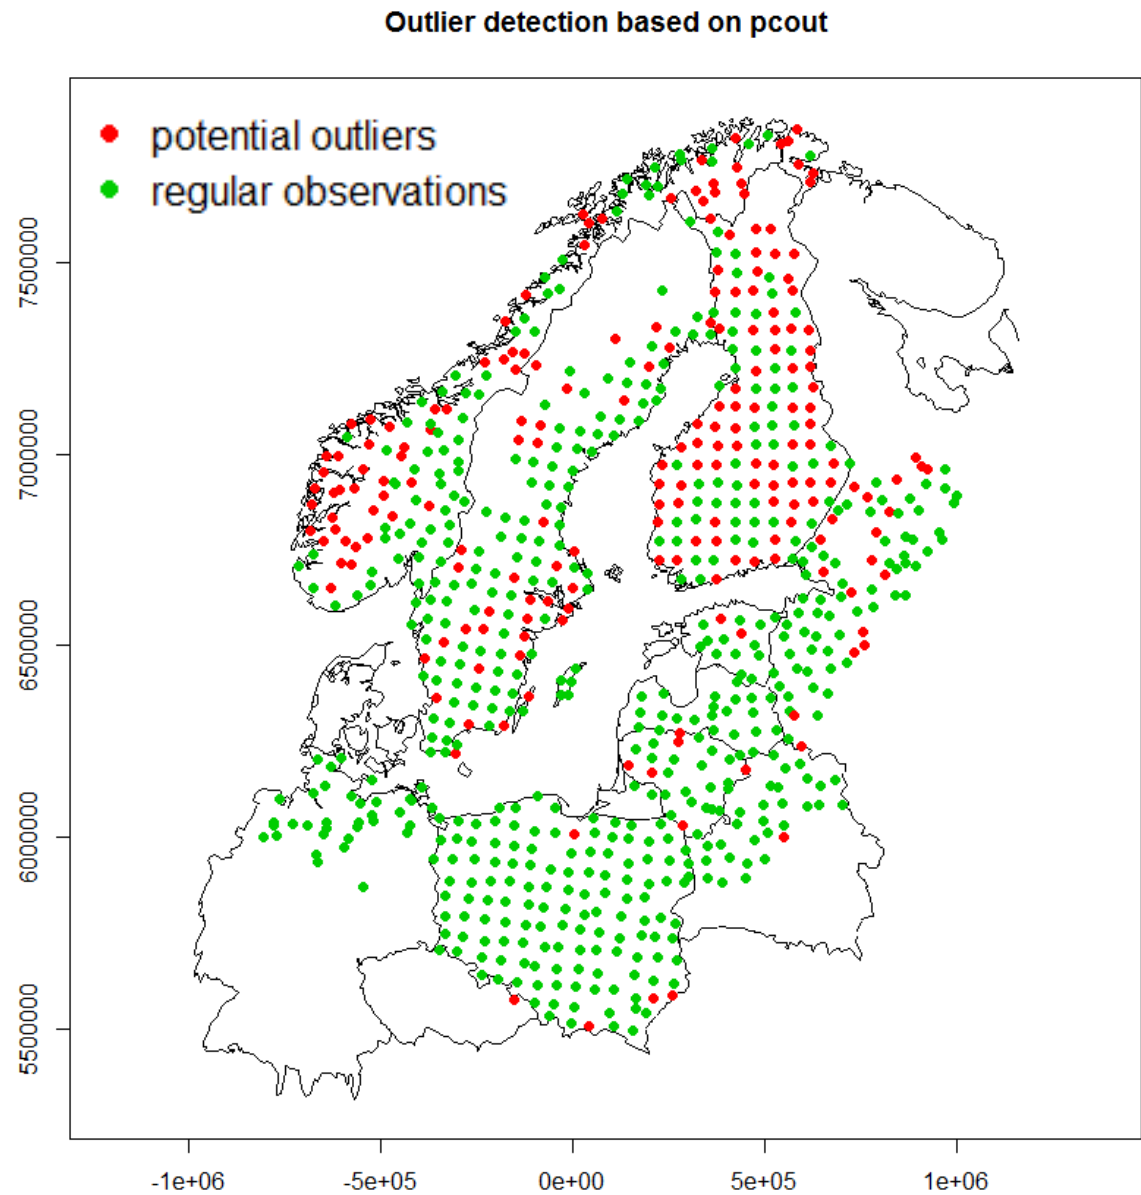 Outlier detection based on pcout
potential outliers
regular observations
7500000
7000000
6500000
6000000
5500000
-1e+06
-5e+05
0e+00
5e+05
1e+06